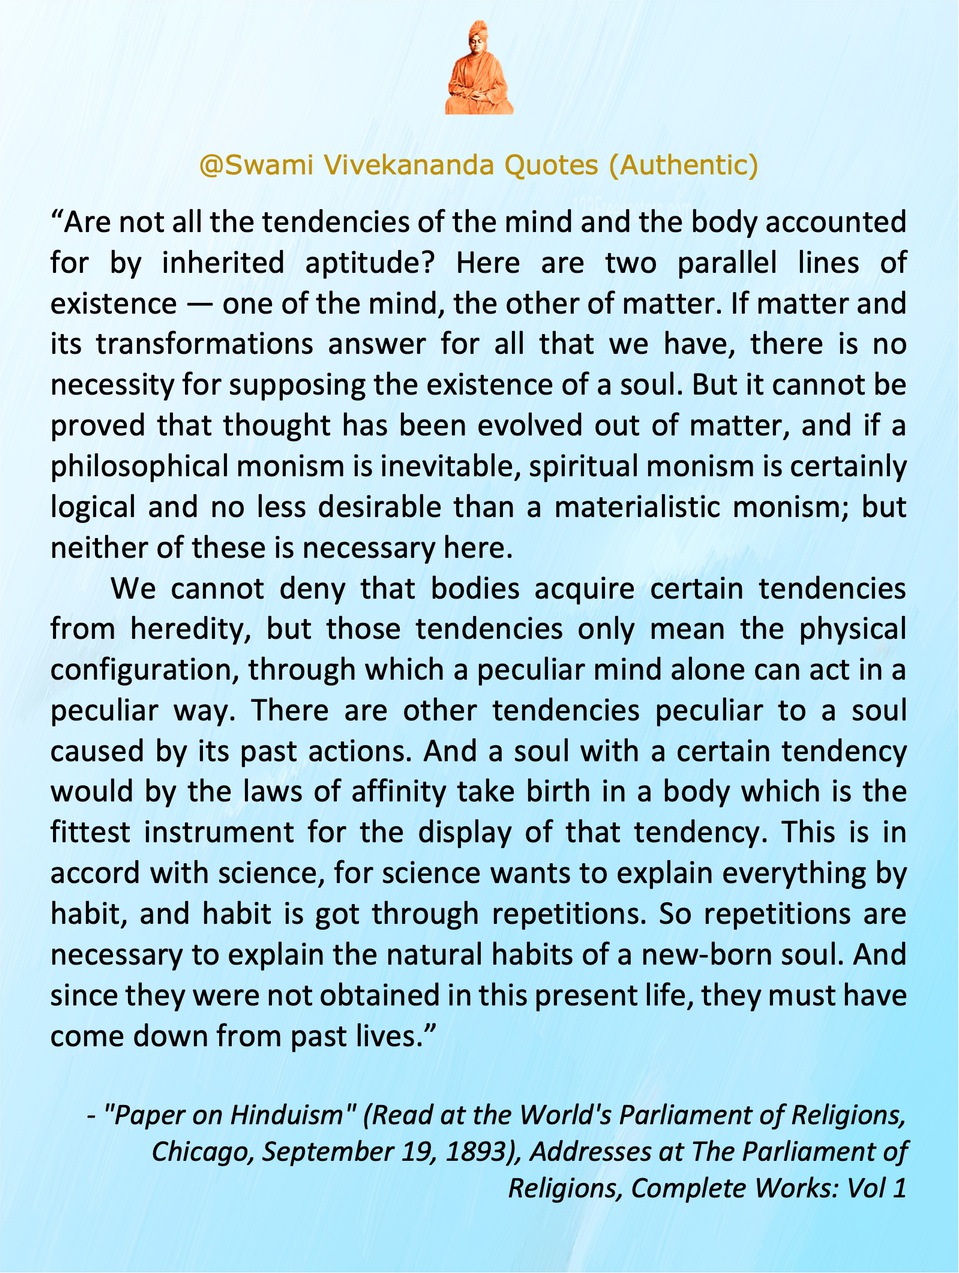 @Swami Vivekananda Quotes (Authentic)
“Are not all the tendencies of the mind and the body accounted
for by inherited aptitude? Here are two parallel lines of
existence — one of the mind, the other of matter. If matter and
its transformations answer for all that we have, there is no
necessity for supposing the existence of a soul. But it cannot be
proved that thought has been evolved out of matter, and if a
philosophical monism is inevitable, spiritual monism is certainly
logical and no less desirable than a materialistic monism; but
neither of these is necessary here.
We cannot deny that bodies acquire certain tendencies
from heredity, but those tendencies only mean the physical
configuration, through which a peculiar mind alone can act in a
peculiar way. There are other tendencies peculiar to a soul
caused by its past actions. And a soul with a certain tendency
would by the laws of affinity take birth in a body which is the
fittest instrument for the display of that tendency. This is in
accord with science, for science wants to explain everything by
habit, and habit is got through repetitions. So repetitions are
necessary to explain the natural habits of a new-born soul. And
since they were not obtained in this present life, they must have
come down from past lives.”
- "Paper on Hinduism" (Read at the World's Parliament of Religions,
Chicago, September 19, 1893), Addresses at The Parliament of
Religions, Complete Works: Vol 1